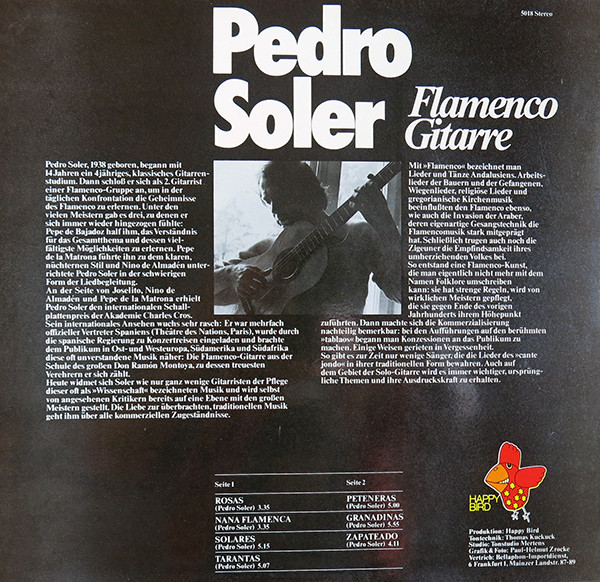 5018 Stereo
Pedro
Soler
Flamenco
Gitarre
Pedro Soler, 1938 geboren, begann mit
14 Jahren ein 4jähriges, klassisches Gitarren-
studium. Dann schloß er sich als 2. Gitarrist
einer Flamenco-Gruppe an, um in der
täglichen Konfrontation die Geheimnisse
des Flamenco zu erlernen. Unter den
vielen Meistern gab es drei, zu denen er
sich immer wieder hingezogen fühlte:
Pepe de Bajadoz half ihm, das Verständnis
für das Gesamtthema und dessen viel-
fältigste Möglichkeiten zu erlernen. Pepe
de la Matrona führte ihn zu dem klaren,
nüchternen Stil und Nino de Almadén unter-
richtete Pedro Soler in der schwierigen
Form der Liedbegleitung.
An der Seite von Joselito, Nino de
Almadén und Pepe de la Matrona erhielt
Pedro Soler den internationalen Schall-
plattenpreis der Akademie Charles Cros.
Sein internationales Ansehen wuchs sehr rasch: Er war mehrfach
offizieller Vertreter Spaniens (Théâtre des Nations, Paris), wurde durch
die spanische Regierung zu Konzertreisen eingeladen und brachte
dem Publikum in Ost- und Westeuropa, Südamerika und Südafrika
diese oft unverstandene Musik näher: Die Flamenco-Gitarre aus der
Schule des großen Don Ramón Montoya, zu dessen treuesten
Verehrern er sich zählt.
Heute widmet sich Soler wie nur ganz wenige Gitarristen der Pflege
dieser oft als »Wissenschaft« bezeichneten Musik und wird selbst
von angesehenen Kritikern bereits auf eine Ebene mit den großen
Meistern gestellt. Die Liebe zur überbrachten, traditionellen Musik
geht ihm über alle kommerziellen Zugeständnisse.
Mit »Flamenco« bezeichnet man
Lieder und Tänze Andalusiens. Arbeits-
lieder der Bauern und der Gefangenen,
Wiegenlieder, religiöse Lieder und
gregorianische Kirchenmusik
beeinflußten den Flamenco ebenso,
wie auch die Invasion der Araber,
deren eigenartige Gesangstechnik die
Flamencomusik stark mitgeprägt
hat. Schließlich trugen auch noch die
Zigeuner die Empfindsamkeit ihres
umherziehenden Volkes bei.
So entstand eine Flamenco-Kunst,
die man eigentlich nicht mehr mit dem
Namen Folklore umschreiben
kann: sie hat strenge Regeln, wird von
wirklichen Meistern gepflegt,
die sie gegen Ende des vorigen
Jahrhunderts ihrem Höhepunkt
zuführten. Dann machte sich die Kommerzialisierung
nachteilig bemerkbar: bei den Aufführungen auf den berühmten
»tablaos« begann man Konzessionen an das Publikum zu
machen. Einige Weisen gerieten in Vergessenheit.
So gibt es zur Zeit nur wenige Sänger, die die Lieder des »cante
jondo« in ihrer traditionellen Form bewahren. Auch auf
dem Gebiet der Solo-Gitarre wird es immer wichtiger, ursprüng-
liche Themen und ihre Ausdruckskraft zu erhalten.
Seite 1
ROSAS
(Pedro Soler) 3.35
NANA FLAMENCA
(Pedro Soler) 3.35
SOLARES
(Pedro Soler) 5.15
TARANTAS
(Pedro Soler) 5.07
Seite 2
PETENERAS
(Pedro Soler) 5.00
GRANADINAS
(Pedro Soler) 5.55
ZAPATEADO
(Pedro Soler) 4.11
HAPPY
BIRD
Produktion: Happy Bird
Tontechnik: Thomas Kuckuck
Studio: Tonstudio Mertens
Grafik & Foto: Paul-Helmut Zrocke
Vertrieb: Bellaphon-Importdienst,
6 Frankfurt 1, Mainzer Landstr. 87-89